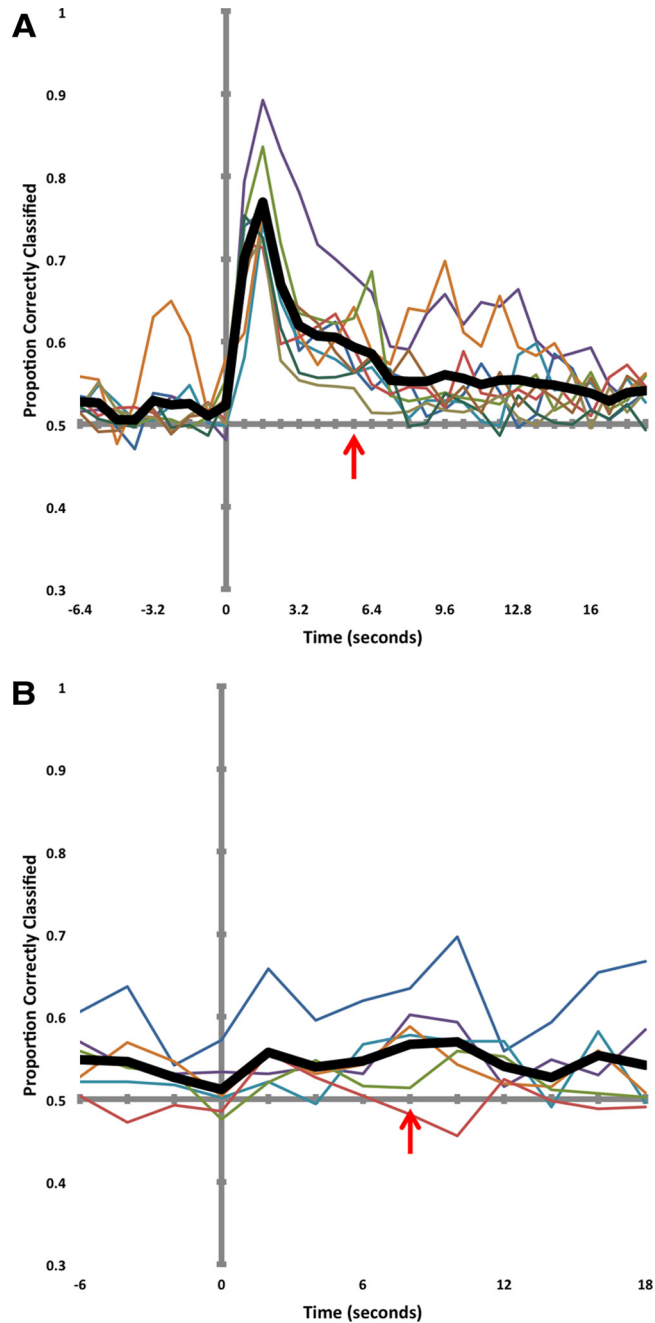 A
1
0.9
0.8
0.7
0.6
0.5
0.4
0.3
Propotion Correctly Classified
-6.4 -3.2 0 3.2 6.4 9.6 12.8 16
Time (seconds)
B
1
0.9
0.8
0.7
0.6
0.5
0.4
0.3
Proportion Correctly Classified
-6 0 6 12 18
Time (seconds)